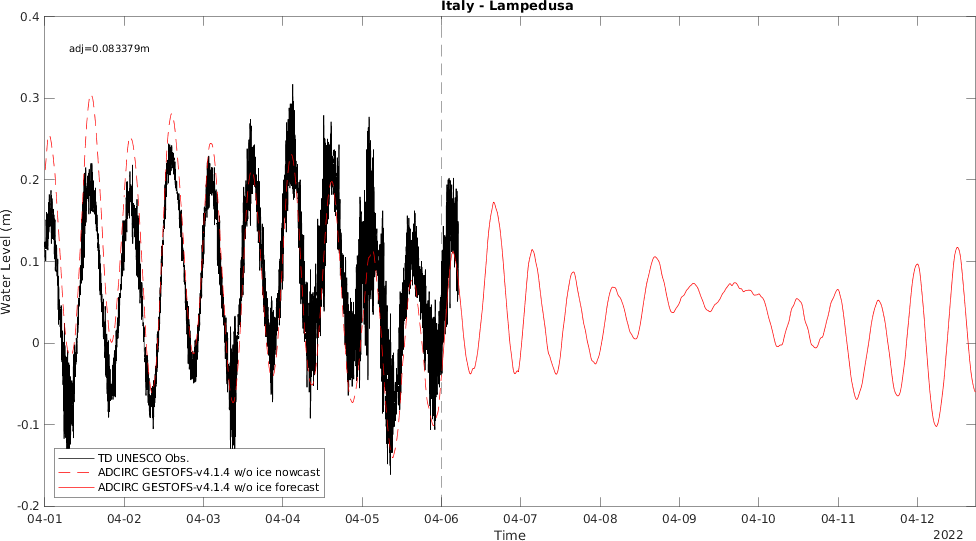 Italy - Lampedusa
0.4
adj=0.083379m
0.3
0.2
0.1
0
-0.1
-0.2
Water Level (m)
TD UNESCO Obs.
ADCIRC GESTOFS-v4.1.4 w/o ice nowcast
ADCIRC GESTOFS-v4.1.4 w/o ice forecast
04-01 04-02 04-03 04-04 04-05 04-06 04-07 04-08 04-09 04-10 04-11 04-12
Time
2022